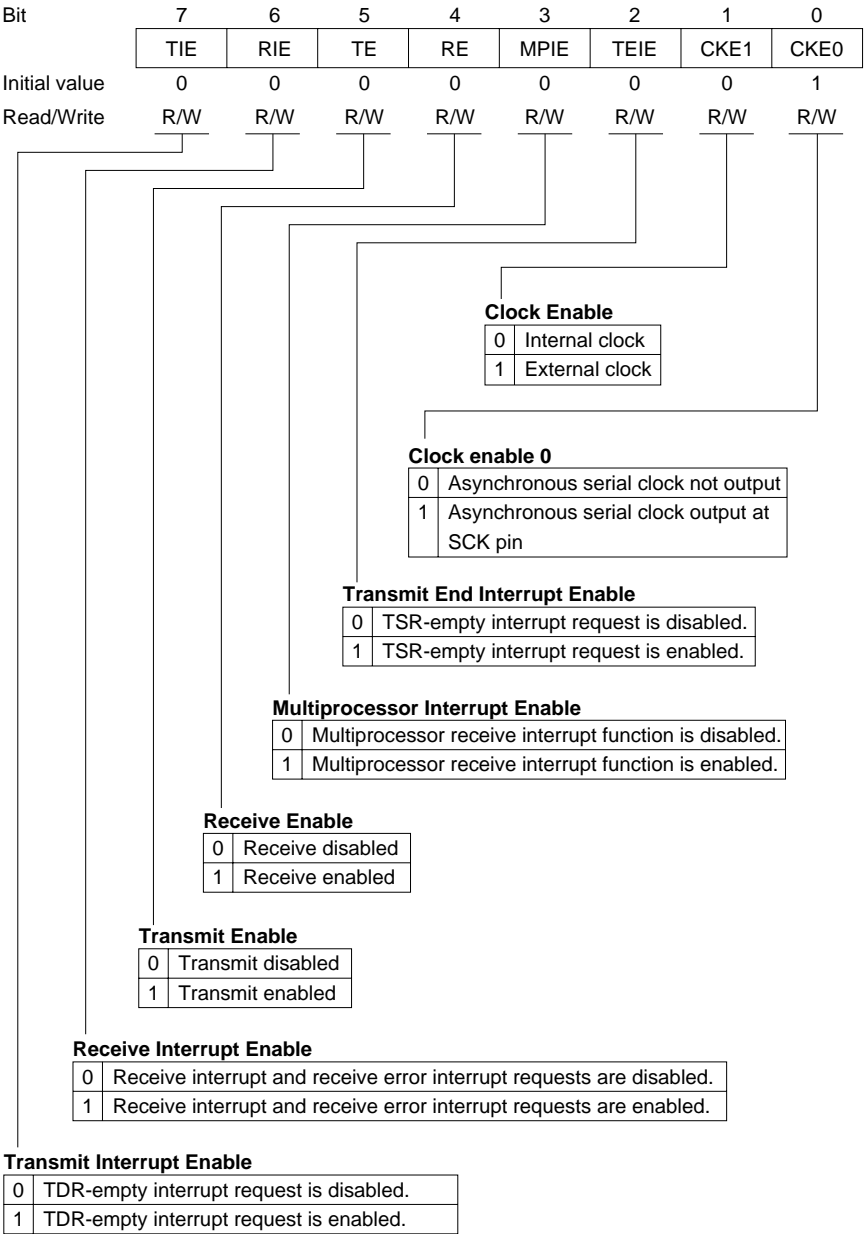 Bit 7 6 5 4 3 2 1 0
TIE RIE TE RE MPIE TEIE CKE1 CKE0
Initial value 0 0 0 0 0 0 0 1
Read/Write R/W R/W R/W R/W R/W R/W R/W R/W
Clock Enable
0 Internal clock
1 External clock
Clock enable 0
0 Asynchronous serial clock not output
1 Asynchronous serial clock output at
SCK pin
Transmit End Interrupt Enable
0 TSR-empty interrupt request is disabled.
1 TSR-empty interrupt request is enabled.
Multiprocessor Interrupt Enable
0 Multiprocessor receive interrupt function is disabled.
1 Multiprocessor receive interrupt function is enabled.
Receive Enable
0 Receive disabled
1 Receive enabled
Transmit Enable
0 Transmit disabled
1 Transmit enabled
Receive Interrupt Enable
0 Receive interrupt and receive error interrupt requests are disabled.
1 Receive interrupt and receive error interrupt requests are enabled.
Transmit Interrupt Enable
0 TDR-empty interrupt request is disabled.
1 TDR-empty interrupt request is enabled.